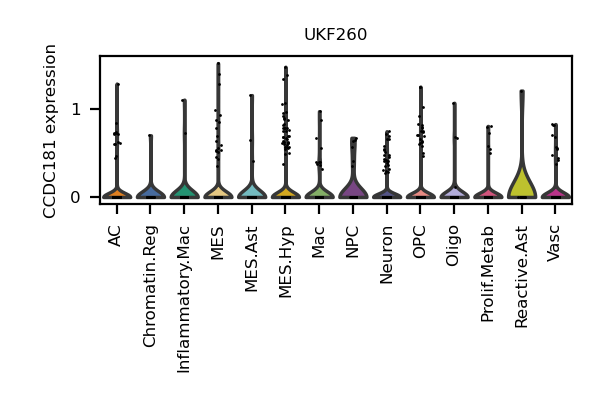 UKF260
CCDC181 expression
1
0
AC
Chromatin.Reg
Inflammatory.Mac
MES
MES.Ast
MES.Hyp
Mac
NPC
Neuron
OPC
Oligo
Prolif.Metab
Reactive.Ast
Vasc